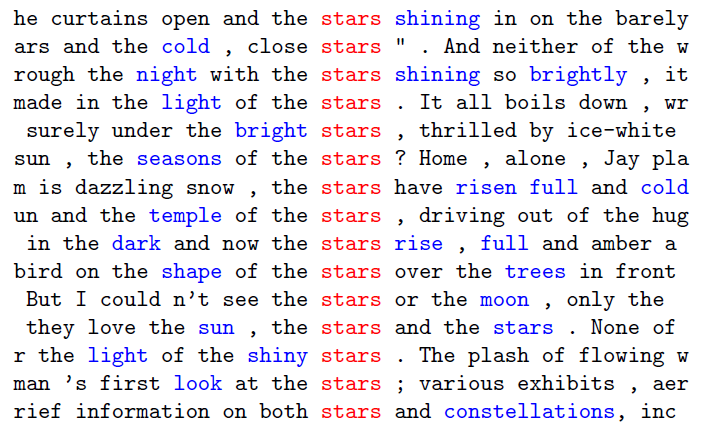 he curtains open and the stars shining in on the barely
ars and the cold , close stars " . And neither of the w
rough the night with the stars shining so brightly , it
made in the light of the stars . It all boils down , wr
surely under the bright stars , thrilled by ice-white
sun , the seasons of the stars ? Home , alone , Jay pla
m is dazzling snow , the stars have risen full and cold
un and the temple of the stars , driving out of the hug
in the dark and now the stars rise , full and amber a
bird on the shape of the stars over the trees in front
But I could n't see the stars or the moon , only the
they love the sun , the stars and the stars . None of
r the light of the shiny stars . The plash of flowing w
man 's first look at the stars ; various exhibits , aer
rief information on both stars and constellations, inc